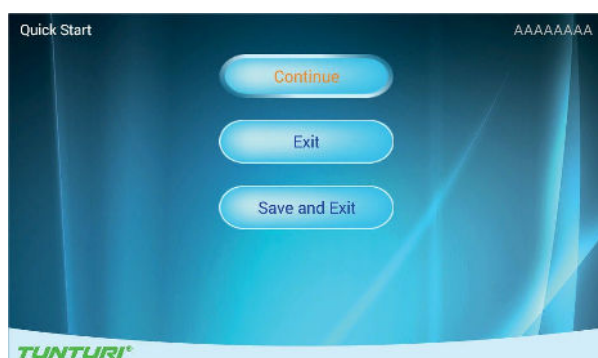 Quick Start AAAAAAAA
Continue
Exit
Save and Exit
TUNTURI®